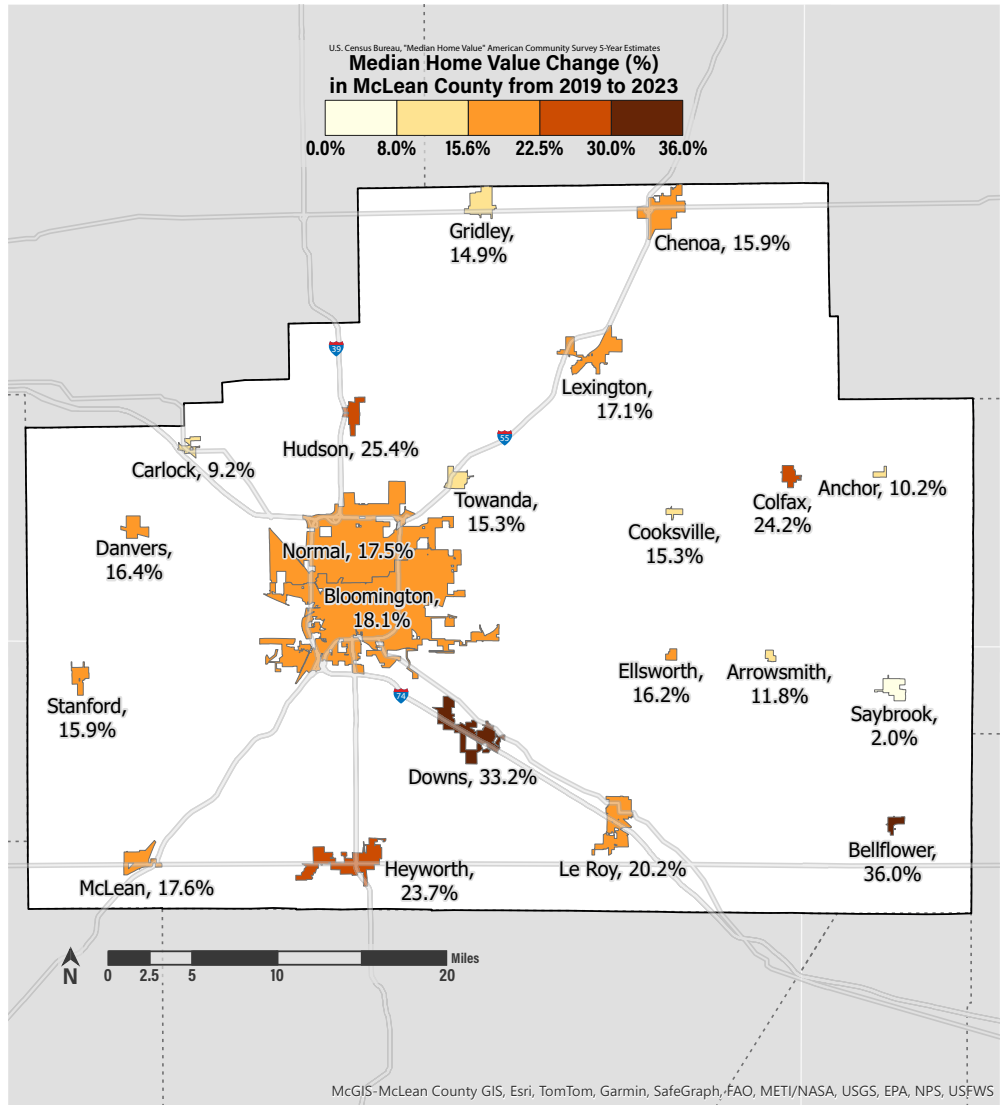 U.S. Census Bureau, "Median Home Value" American Community Survey 5-Year Estimates
Median Home Value Change (%)
in McLean County from 2019 to 2023
0.0% 8.0% 15.6% 22.5% 30.0% 36.0%
Gridley,
14.9%
Chenoa, 15.9%
39
Lexington,
17.1%
55
Hudson, 25.4%
Carlock, 9.2%
Towanda,
15.3%
Colfax,
24.2%
Anchor, 10.2%
Cooksville,
15.3%
Danvers,
16.4%
Normal, 17.5%
Bloomington,
18.1%
Ellsworth,
16.2%
Arrowsmith,
11.8%
Saybrook,
2.0%
Stanford,
15.9%
74
Downs, 33.2%
Bellflower,
36.0%
Le Roy, 20.2%
Heyworth,
23.7%
McLean, 17.6%
N
0 2.5 5 10 20
Miles
McGIS-McLean County GIS, Esri, TomTom, Garmin, SafeGraph, FAO, METI/NASA, USGS, EPA, NPS, USFWS